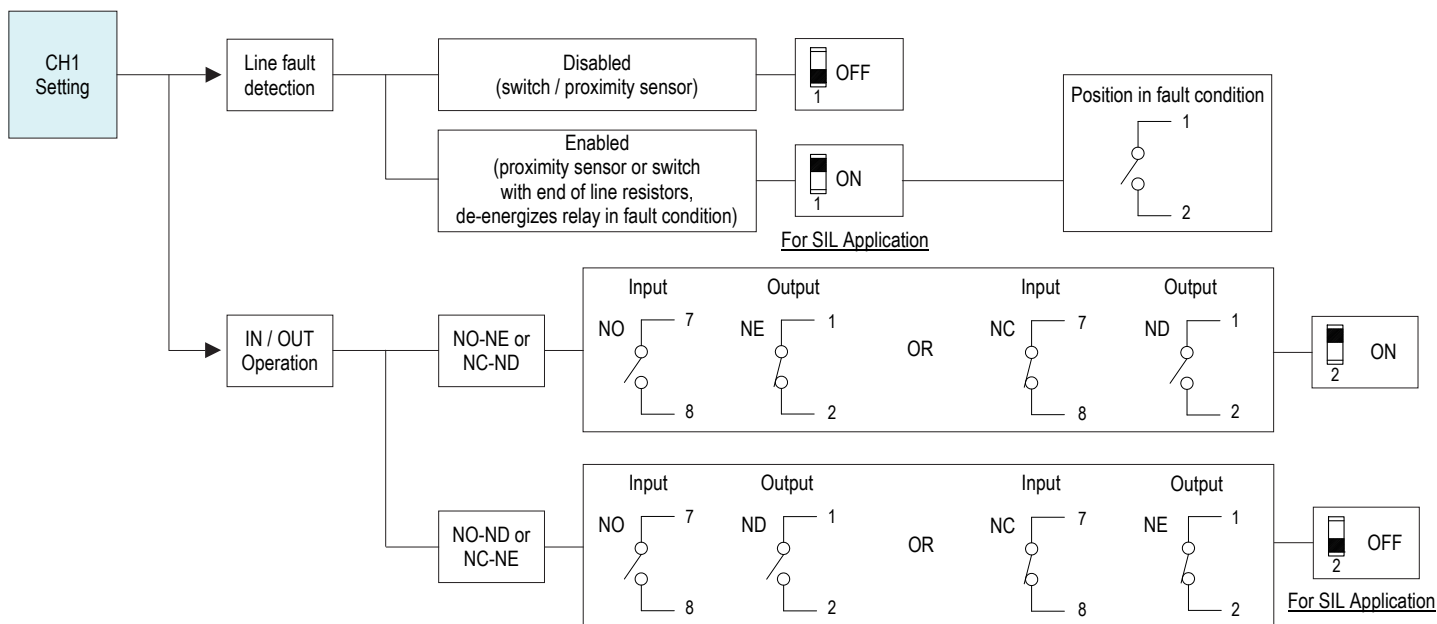 CH1
Setting
Line fault
detection
Disabled
(switch / proximity sensor)
1
OFF
Enabled
(proximity sensor or switch
with end of line resistors,
de-energizes relay in fault condition)
1
ON
For SIL Application
Position in fault condition
1
2
IN / OUT
Operation
NO-NE or
NC-ND
Input
Output
NO
7
8
NE
1
2
OR
Input
Output
NC
7
8
ND
1
2
2
ON
NO-ND or
NC-NE
Input
Output
NO
7
8
ND
1
2
OR
Input
Output
NC
7
8
NE
1
2
2
OFF
For SIL Application